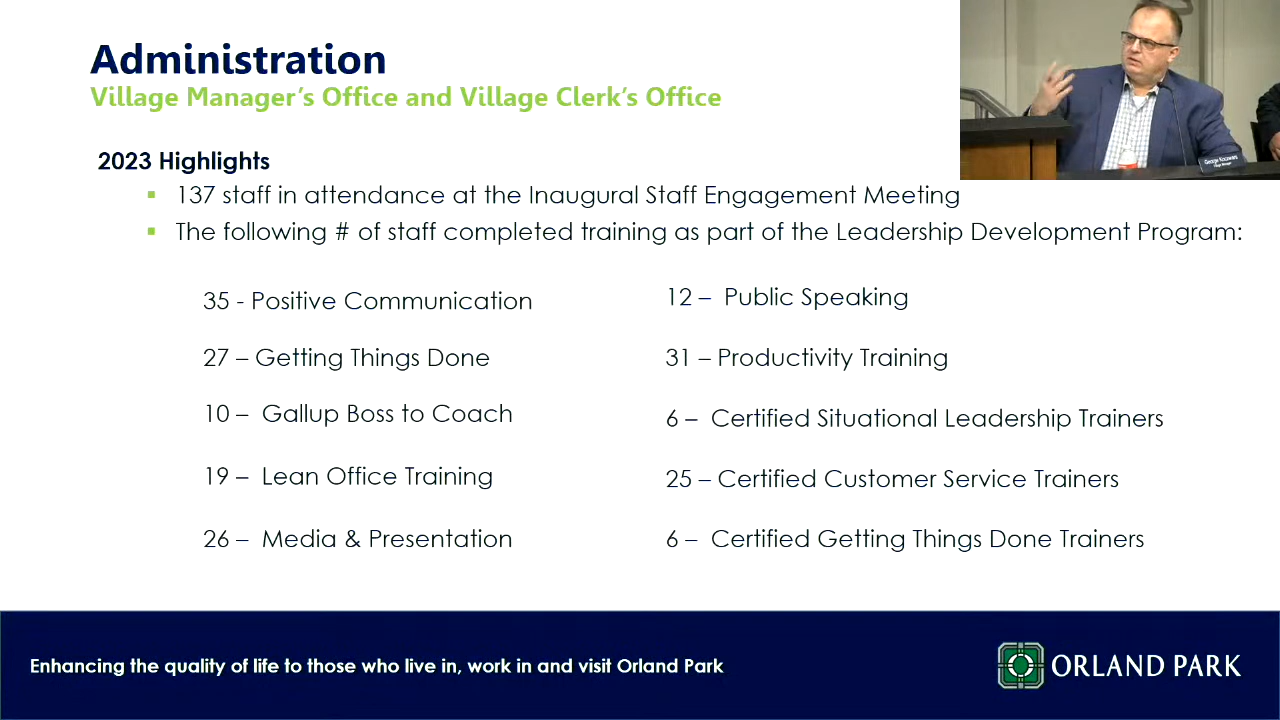 Administration
Village Manager's Office and Village Clerk's Office
George Koczwara
Village Manager
2023 Highlights
▪ 137 staff in attendance at the Inaugural Staff Engagement Meeting
▪ The following # of staff completed training as part of the Leadership Development Program:
35 - Positive Communication
27 – Getting Things Done
10 – Gallup Boss to Coach
19 – Lean Office Training
26 – Media & Presentation
12 – Public Speaking
31 – Productivity Training
6 – Certified Situational Leadership Trainers
25 – Certified Customer Service Trainers
6 – Certified Getting Things Done Trainers
Enhancing the quality of life to those who live in, work in and visit Orland Park
ORLAND PARK